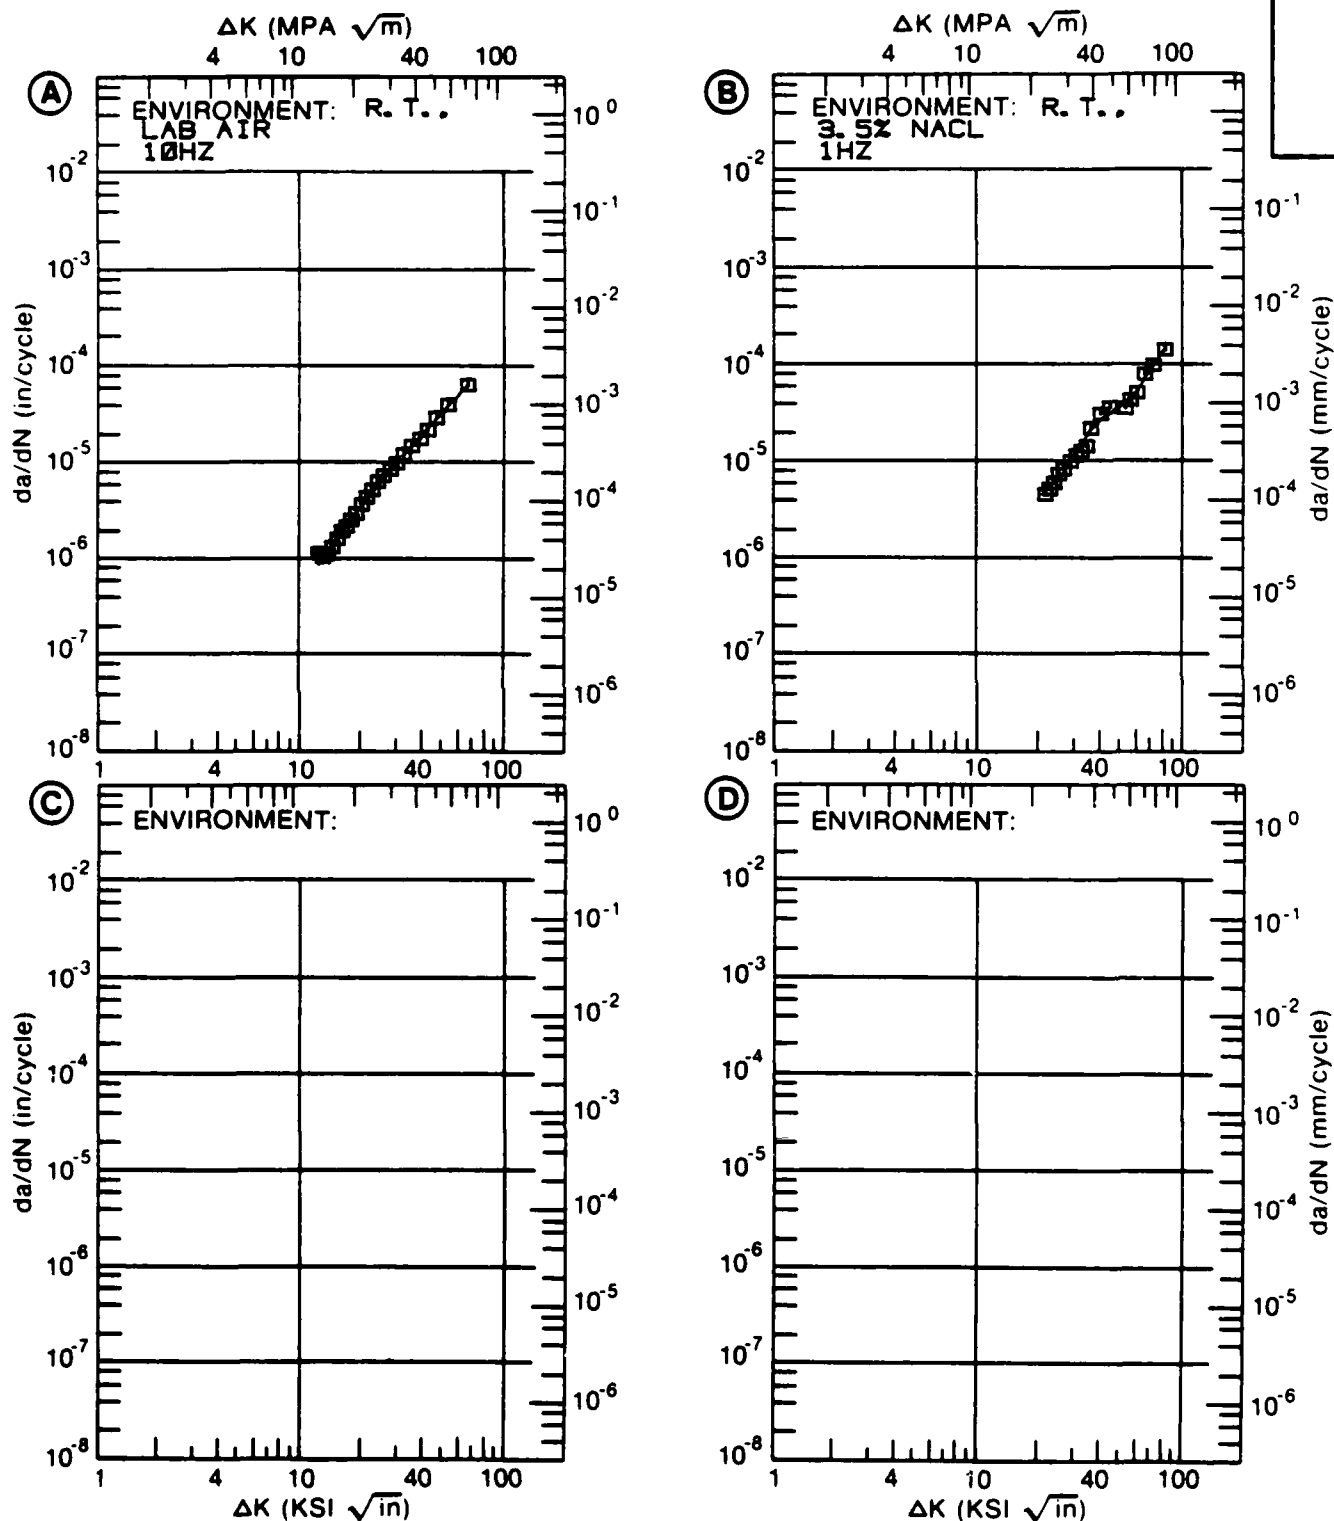 ΔK (MPA √m)
4 10 40 100
A
ENVIRONMENT: R.T.,
LAB AIR
10HZ
10^0
10^-2
10^-1
10^-3
10^-2
10^-4
10^-3
10^-5
10^-4
10^-6
10^-5
10^-7
10^-6
10^-8
1 4 10 40 100
da/dN (in/cycle)
ΔK (MPA √m)
4 10 40 100
B
ENVIRONMENT: R.T.,
3.5% NACL
1HZ
10^-2
10^-1
10^-3
10^-2
10^-4
10^-3
10^-5
10^-4
10^-6
10^-5
10^-7
10^-6
10^-8
1 4 10 40 100
da/dN (mm/cycle)
C
ENVIRONMENT:
10^0
10^-2
10^-1
10^-3
10^-2
10^-4
10^-3
10^-5
10^-4
10^-6
10^-5
10^-7
10^-6
10^-8
1 4 10 40 100
da/dN (in/cycle)
ΔK (KSI √in)
D
ENVIRONMENT:
10^0
10^-2
10^-1
10^-3
10^-2
10^-4
10^-3
10^-5
10^-4
10^-6
10^-5
10^-7
10^-6
10^-8
1 4 10 40 100
da/dN (mm/cycle)
ΔK (KSI √in)